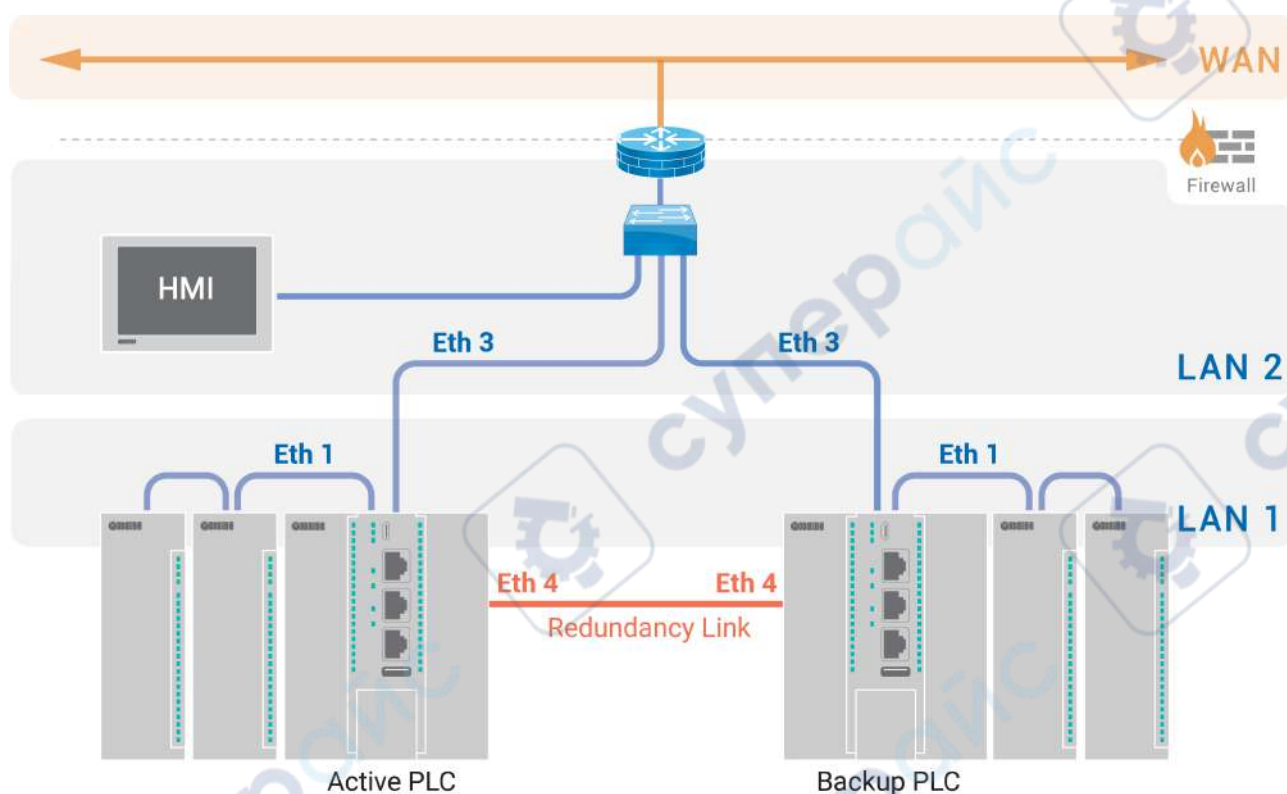 WAN
Firewall
HMI
Eth 3
Eth 3
LAN 2
Eth 1
Eth 1
LAN 1
Eth 4
Eth 4
Redundancy Link
Active PLC
Backup PLC
суперайс